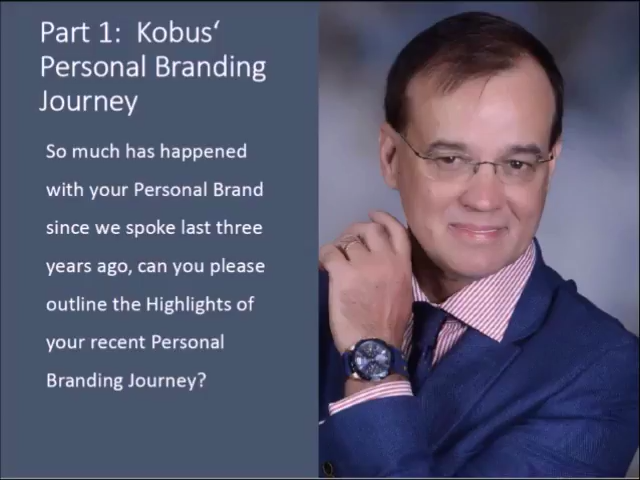 Part 1:  Kobus‘
Personal Branding
Journey
So much has happened
with your Personal Brand
since we spoke last three
years ago, can you please
outline the Highlights of
your recent Personal
Branding Journey?